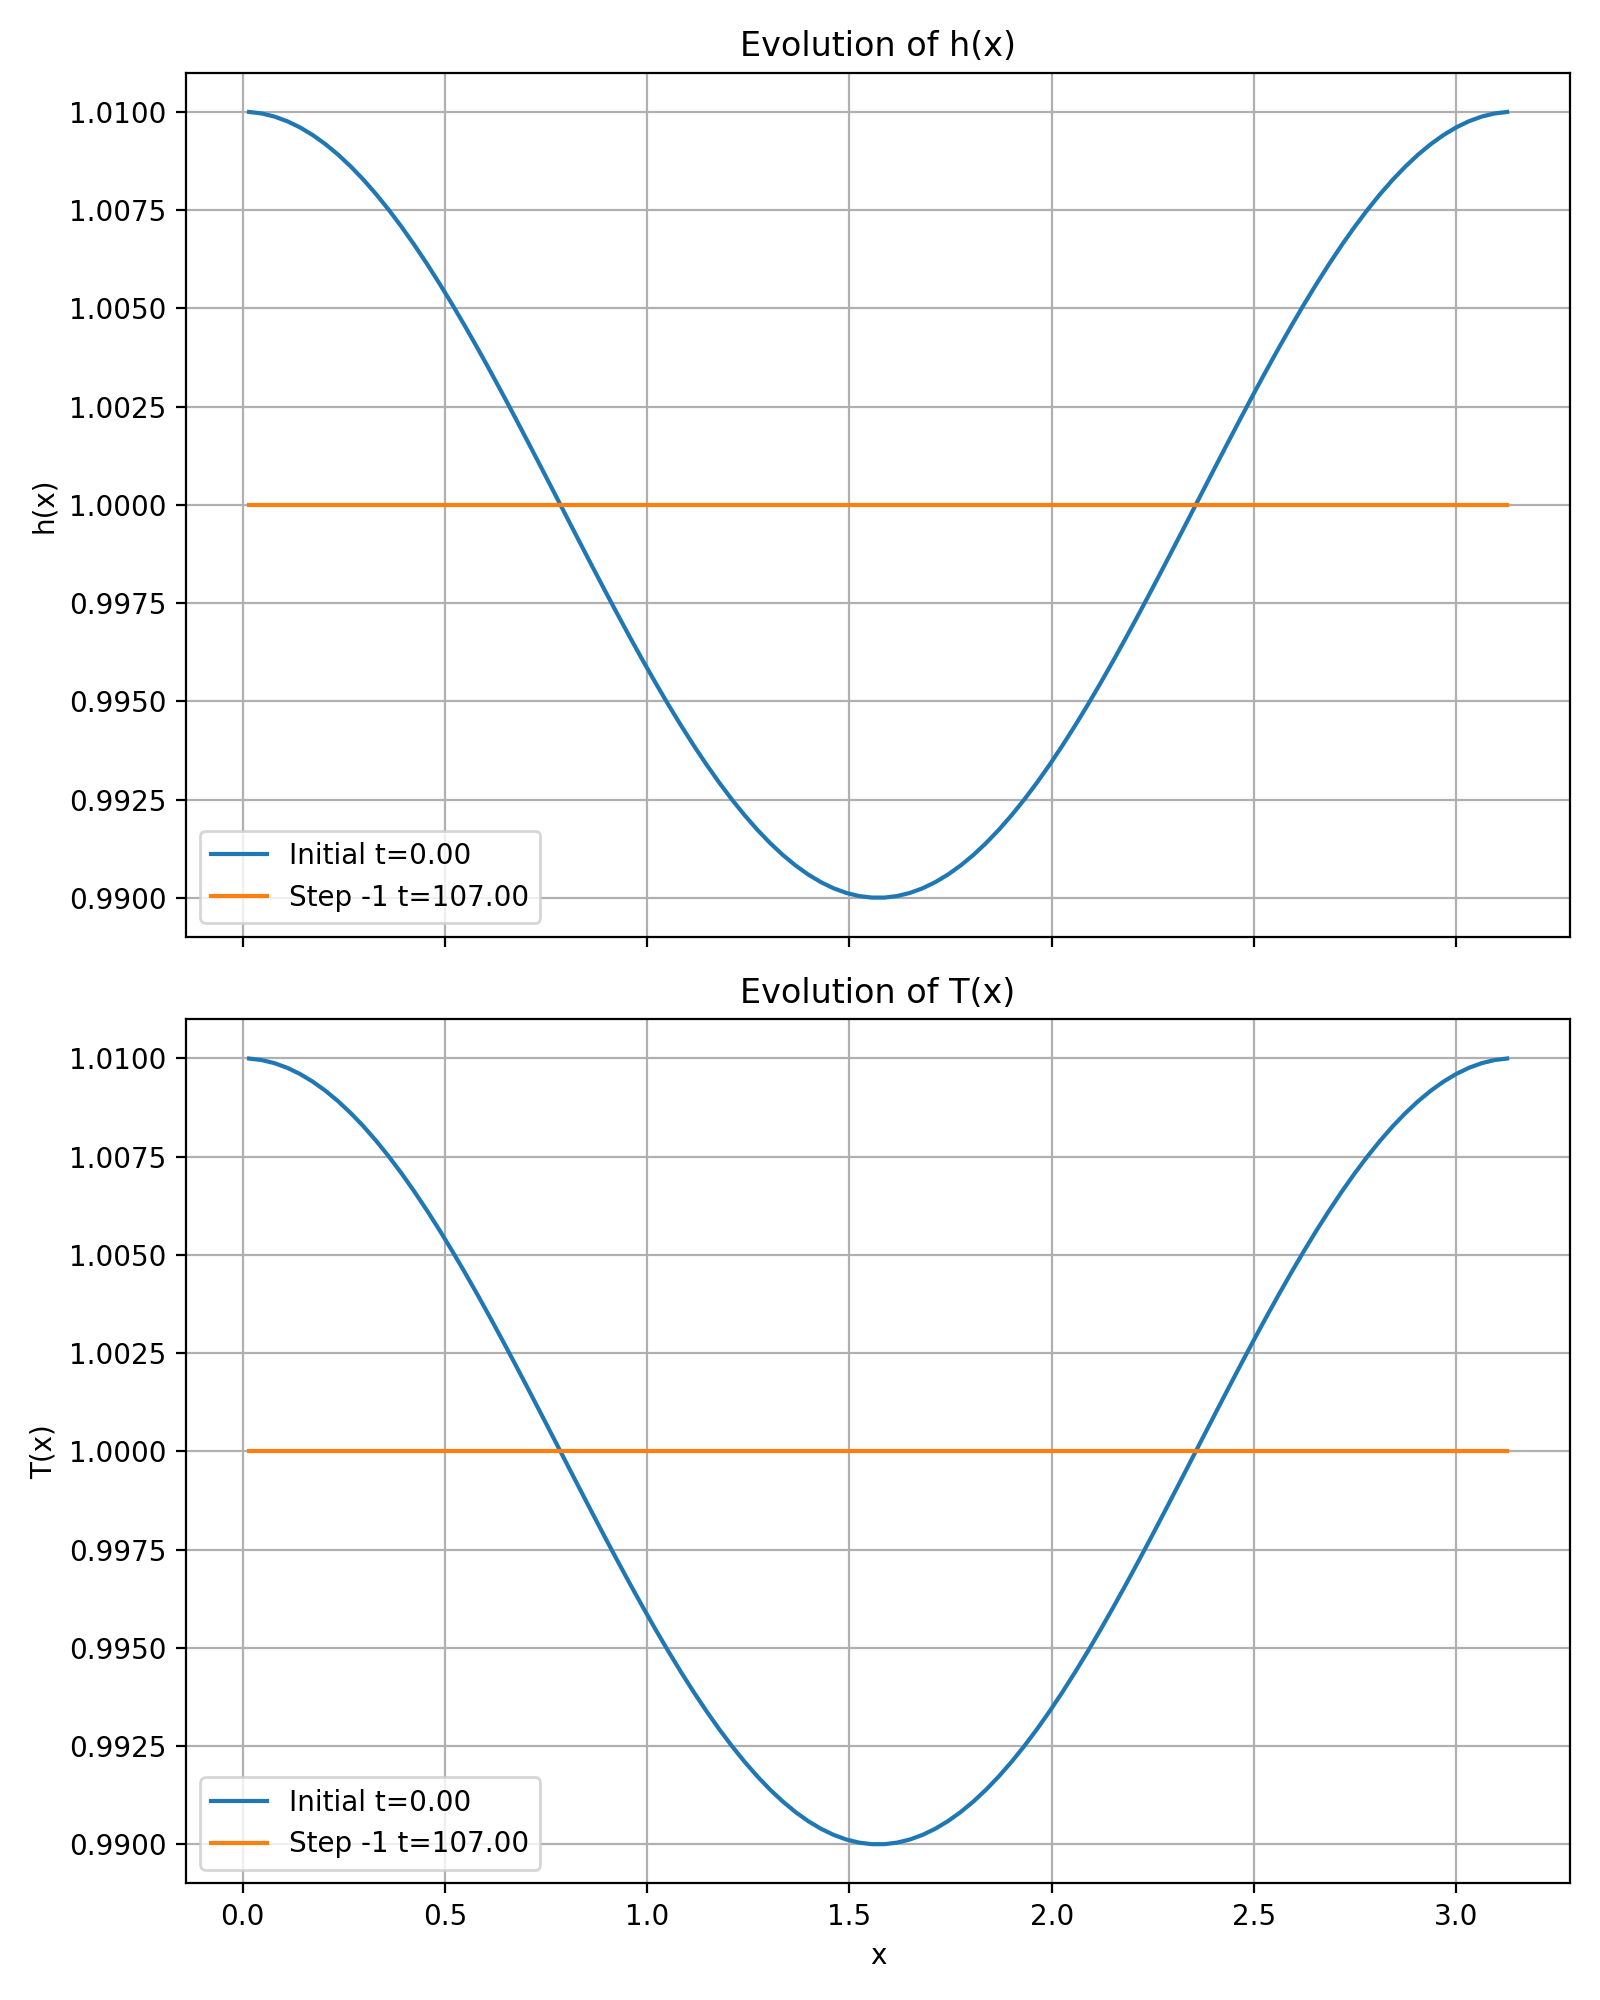 Evolution of h(x)
1.0100
1.0075
1.0050
1.0025
1.0000
0.9975
0.9950
0.9925
0.9900
h(x)
Initial t=0.00
Step -1 t=107.00
Evolution of T(x)
1.0100
1.0075
1.0050
1.0025
1.0000
0.9975
0.9950
0.9925
0.9900
T(x)
Initial t=0.00
Step -1 t=107.00
0.0 0.5 1.0 1.5 2.0 2.5 3.0
x